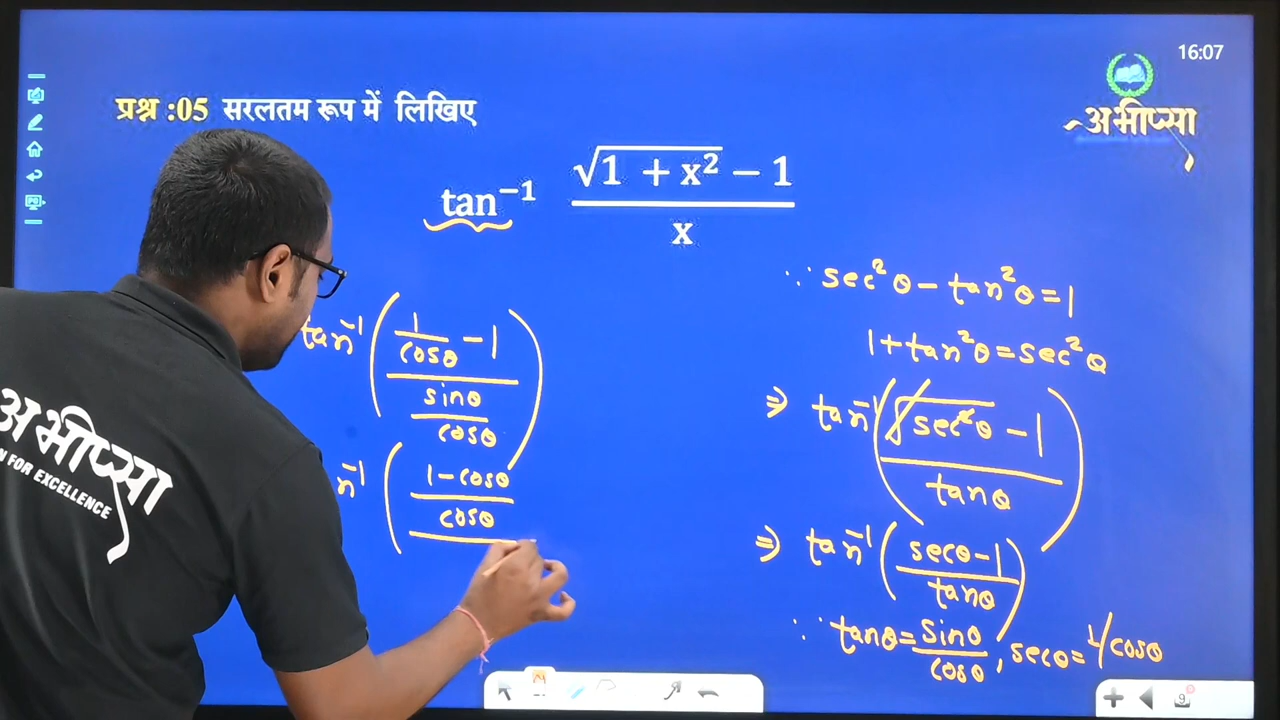 16:07
अभीप्सा
प्रश्न :05 सरलतम रूप में लिखिए
tan⁻¹ (√(1 + x²) − 1)/x
∵ sec²θ − tan²θ = 1
1 + tan²θ = sec²θ
⇒ tan⁻¹((√sec²θ − 1)/tanθ)
⇒ tan⁻¹((secθ − 1)/tanθ)
∵ tanθ = sinθ/cosθ, secθ = 1/cosθ
tan⁻¹((1/cosθ − 1)/(sinθ/cosθ))
n⁻¹(((1 − cosθ)/cosθ)/
अभीप्सा
N FOR EXCELLENCE
9